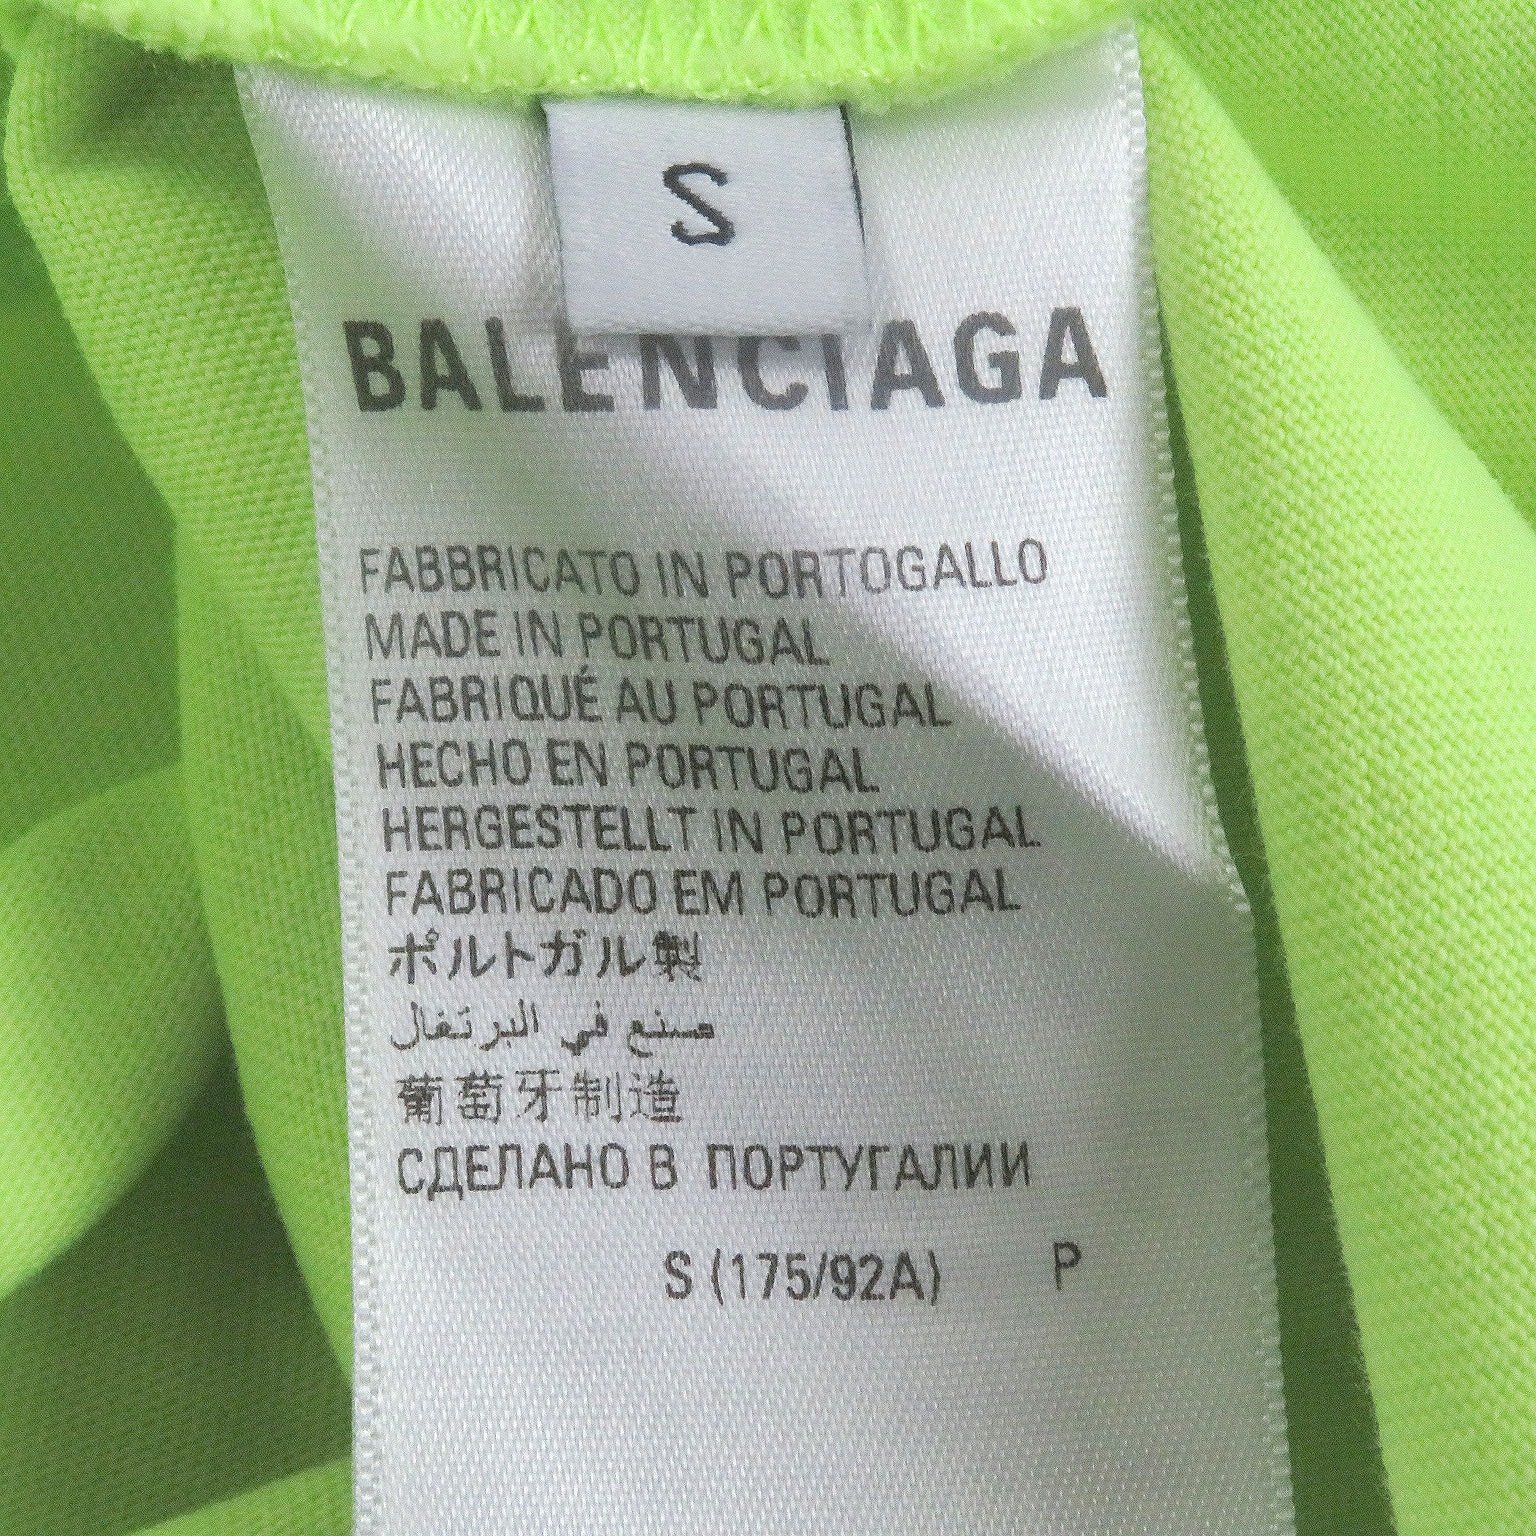 S
BALENCIAGA
FABBRICATO IN PORTOGALLO
MADE IN PORTUGAL
FABRIQUÉ AU PORTUGAL
HECHO EN PORTUGAL
HERGESTELLT IN PORTUGAL
FABRICADO EM PORTUGAL
ポルトガル製
صنع في البرتغال
葡萄牙制造
СДЕЛАНО В ПОРТУГАЛИИ
S (175/92A) P